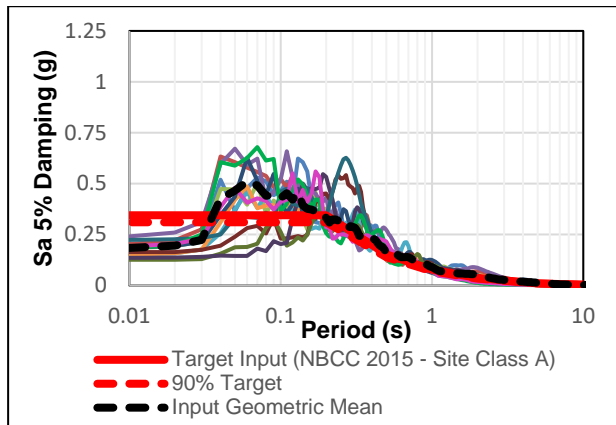 Sa 5% Damping (g)
1.25
1
0.75
0.5
0.25
0
0.01
0.1
1
10
Period (s)
Target Input (NBCC 2015 - Site Class A)
90% Target
Input Geometric Mean